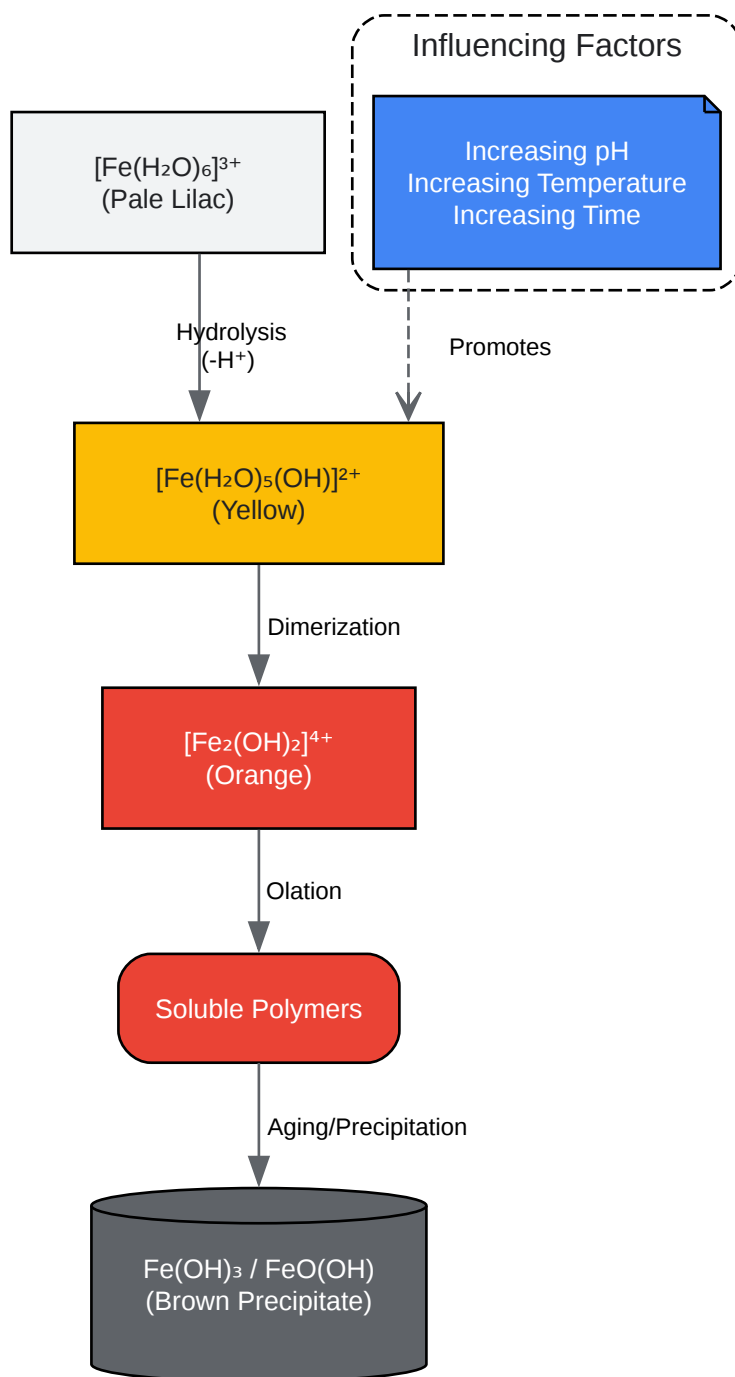 Influencing Factors
[Fe(H₂O)₆]³⁺
(Pale Lilac)
Increasing pH
Increasing Temperature
Increasing Time
Hydrolysis
(-H⁺)
Promotes
[Fe(H₂O)₅(OH)]²⁺
(Yellow)
Dimerization
[Fe₂(OH)₂]⁴⁺
(Orange)
Olation
Soluble Polymers
Aging/Precipitation
Fe(OH)₃ / FeO(OH)
(Brown Precipitate)